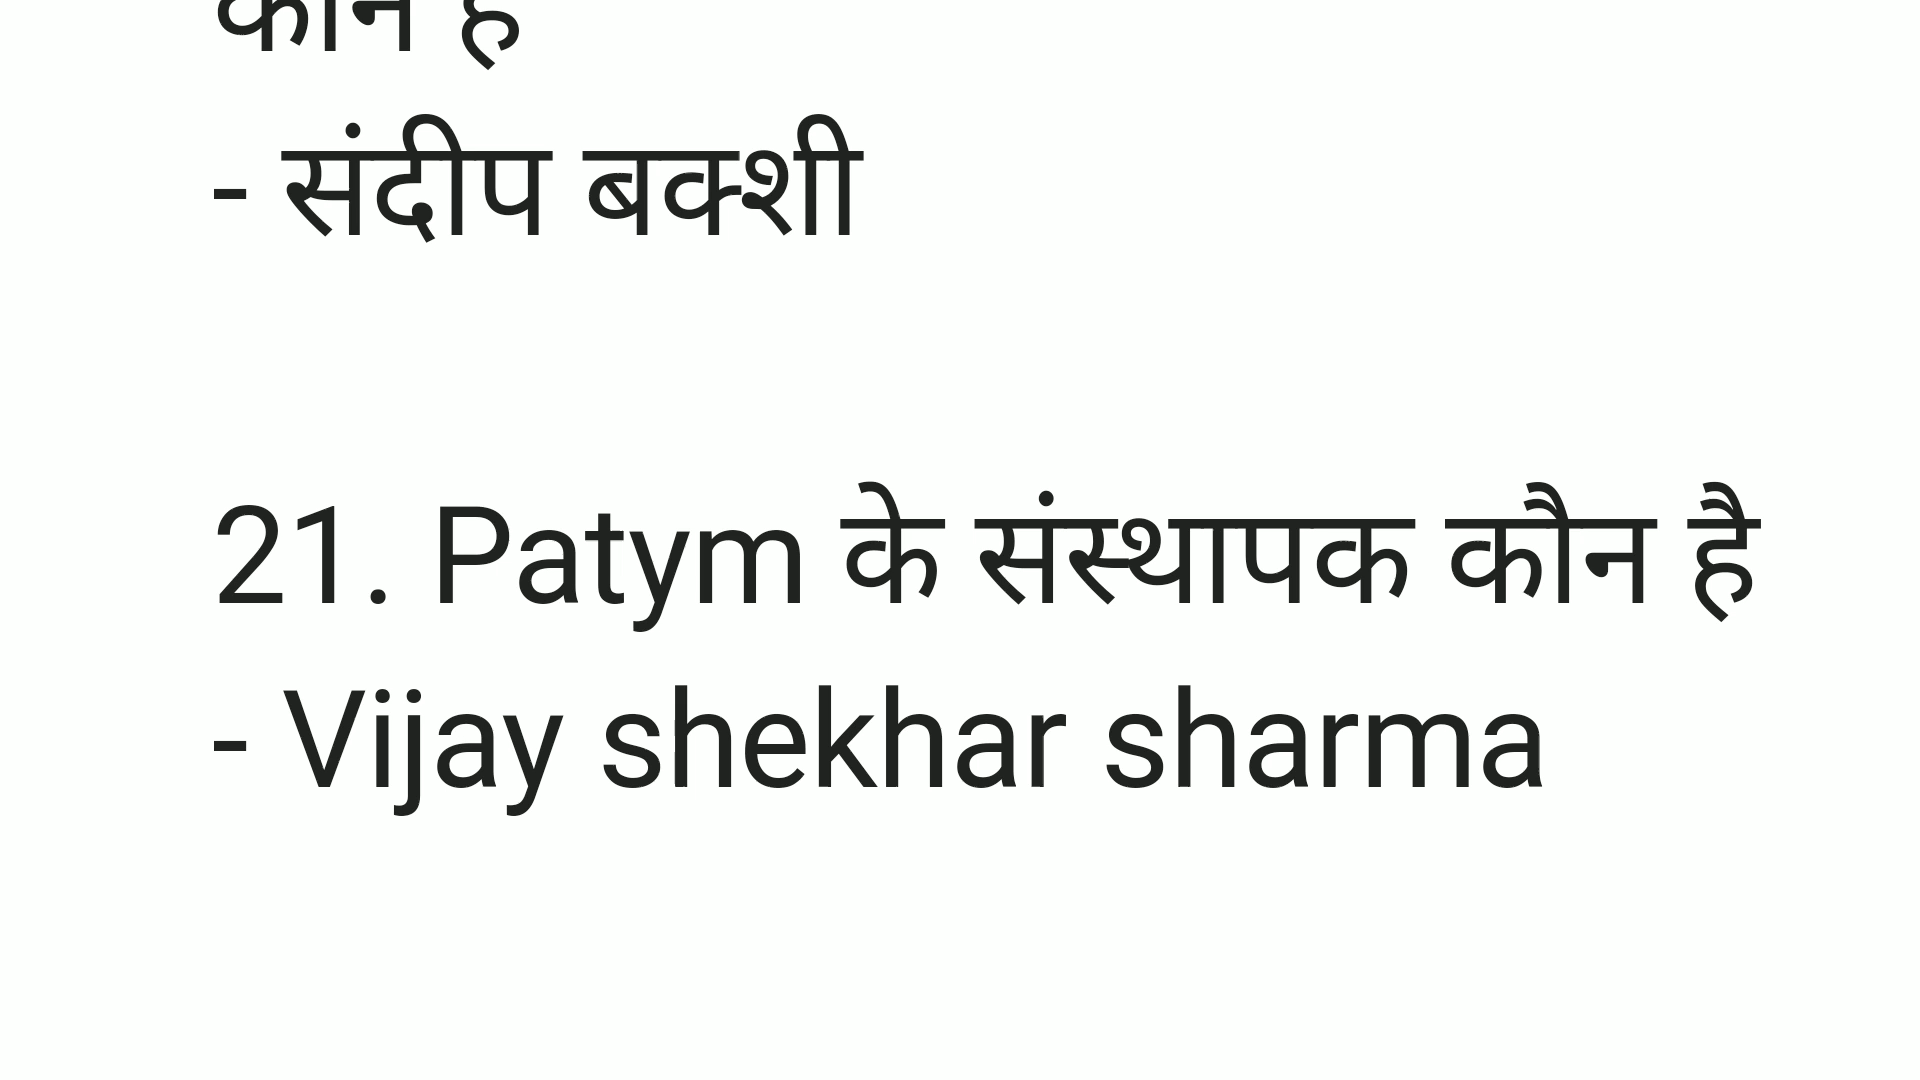 कौन है
- संदीप बक्शी
21. Patym के संस्थापक कौन है
- Vijay shekhar sharma